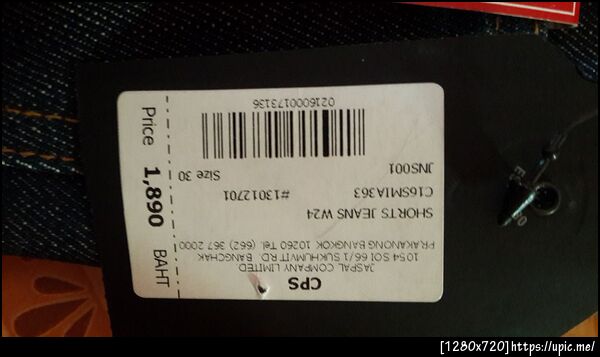 CPS
JASPAL COMPANY LIMITED
1054 SOI 66/1 SUKHUMVIT RD. BANGCHAK
PRAKANONG BANGKOK 10260 Tel. (662) 367 2000
SHORTS JEANS W24
C16SMIA363 #13012701
JNS001 Size 30
0216000173136
Price 1,890 BAHT
[1280x720]https://upic.me/